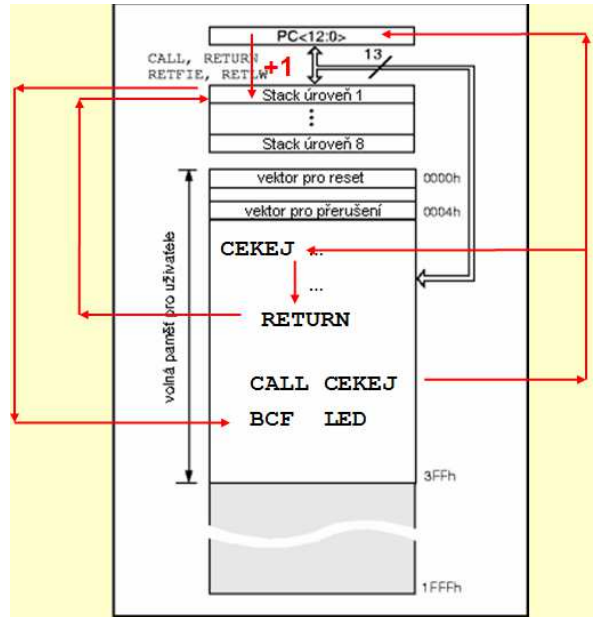 PC<12:0>
CALL, RETURN
RETFIE, RETLW
+1
13
Stack úroveň 1
Stack úroveň 8
vektor pro reset
0000h
vektor pro přerušení
0004h
volná paměť pro uživatele
CEKEJ ...
...
RETURN
CALL CEKEJ
BCF LED
3FFh
1FFFh